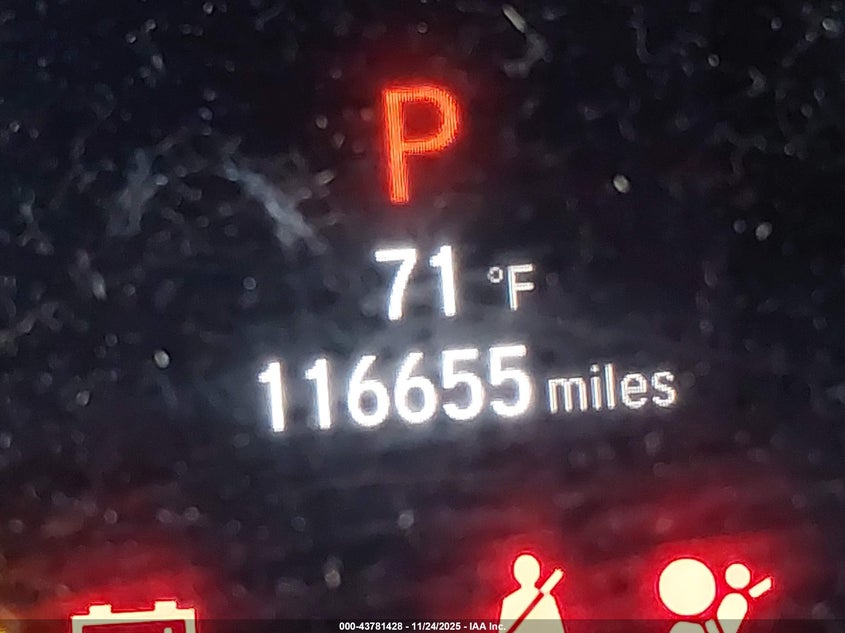 P
71 °F
116655 miles
000-43781428 - 11/24/2025 - IAA Inc.